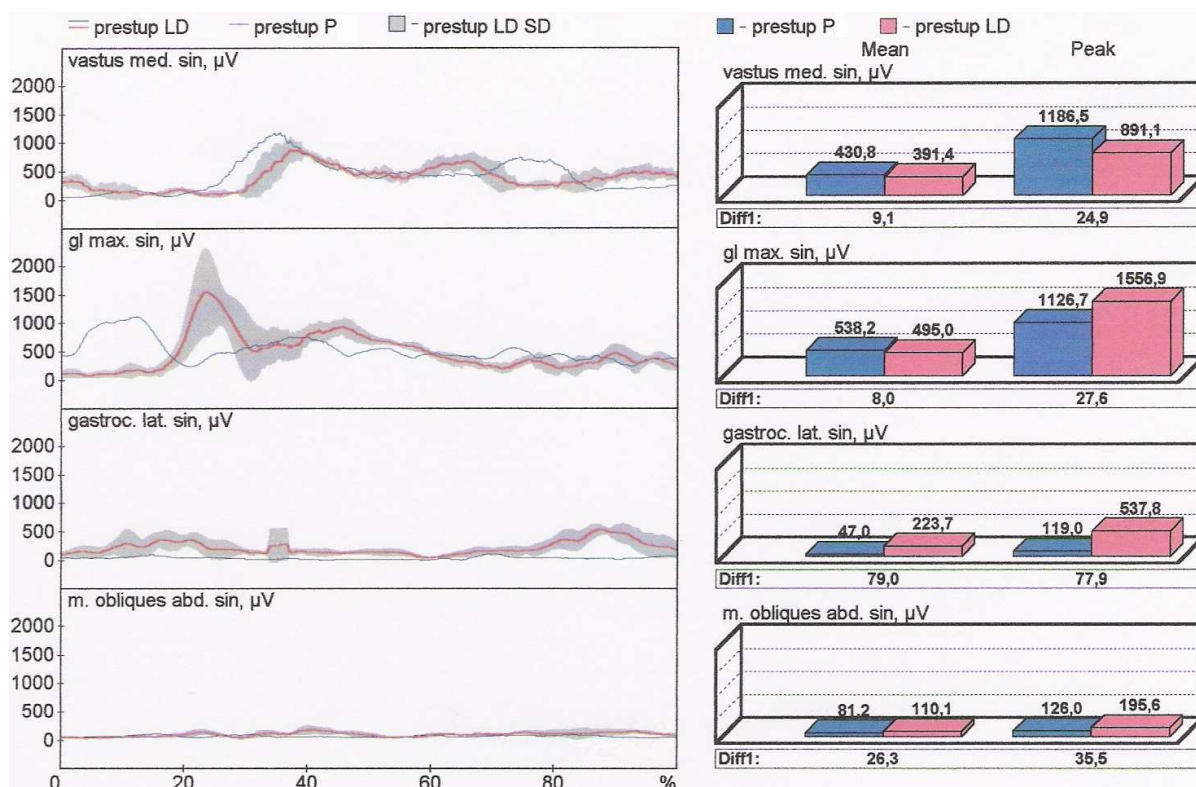 prestup LD prestup P - prestup LD SD
vastus med. sin, µV
2000
1500
1000
500
0
gl max. sin, µV
2000
1500
1000
500
0
gastroc. lat. sin, µV
2000
1500
1000
500
0
m. obliques abd. sin, µV
2000
1500
1000
500
0
0 20 40 60 80 %
- prestup P - prestup LD
Mean Peak
vastus med. sin, µV
430,8 391,4 1186,5 891,1
Diff1: 9,1 24,9
gl max. sin, µV
538,2 495,0 1126,7 1556,9
Diff1: 8,0 27,6
gastroc. lat. sin, µV
47,0 223,7 119,0 537,8
Diff1: 79,0 77,9
m. obliques abd. sin, µV
81,2 110,1 126,0 195,6
Diff1: 26,3 35,5